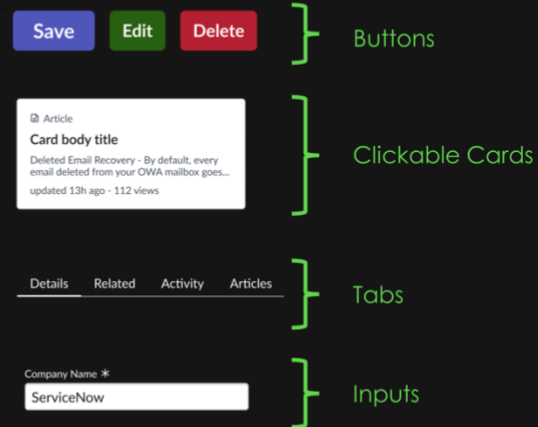 Save Edit Delete
Buttons
Article
Card body title
Deleted Email Recovery - By default, every
email deleted from your OWA mailbox goes...
updated 13h ago - 112 views
Clickable Cards
Details Related Activity Articles
Tabs
Company Name *
ServiceNow
Inputs